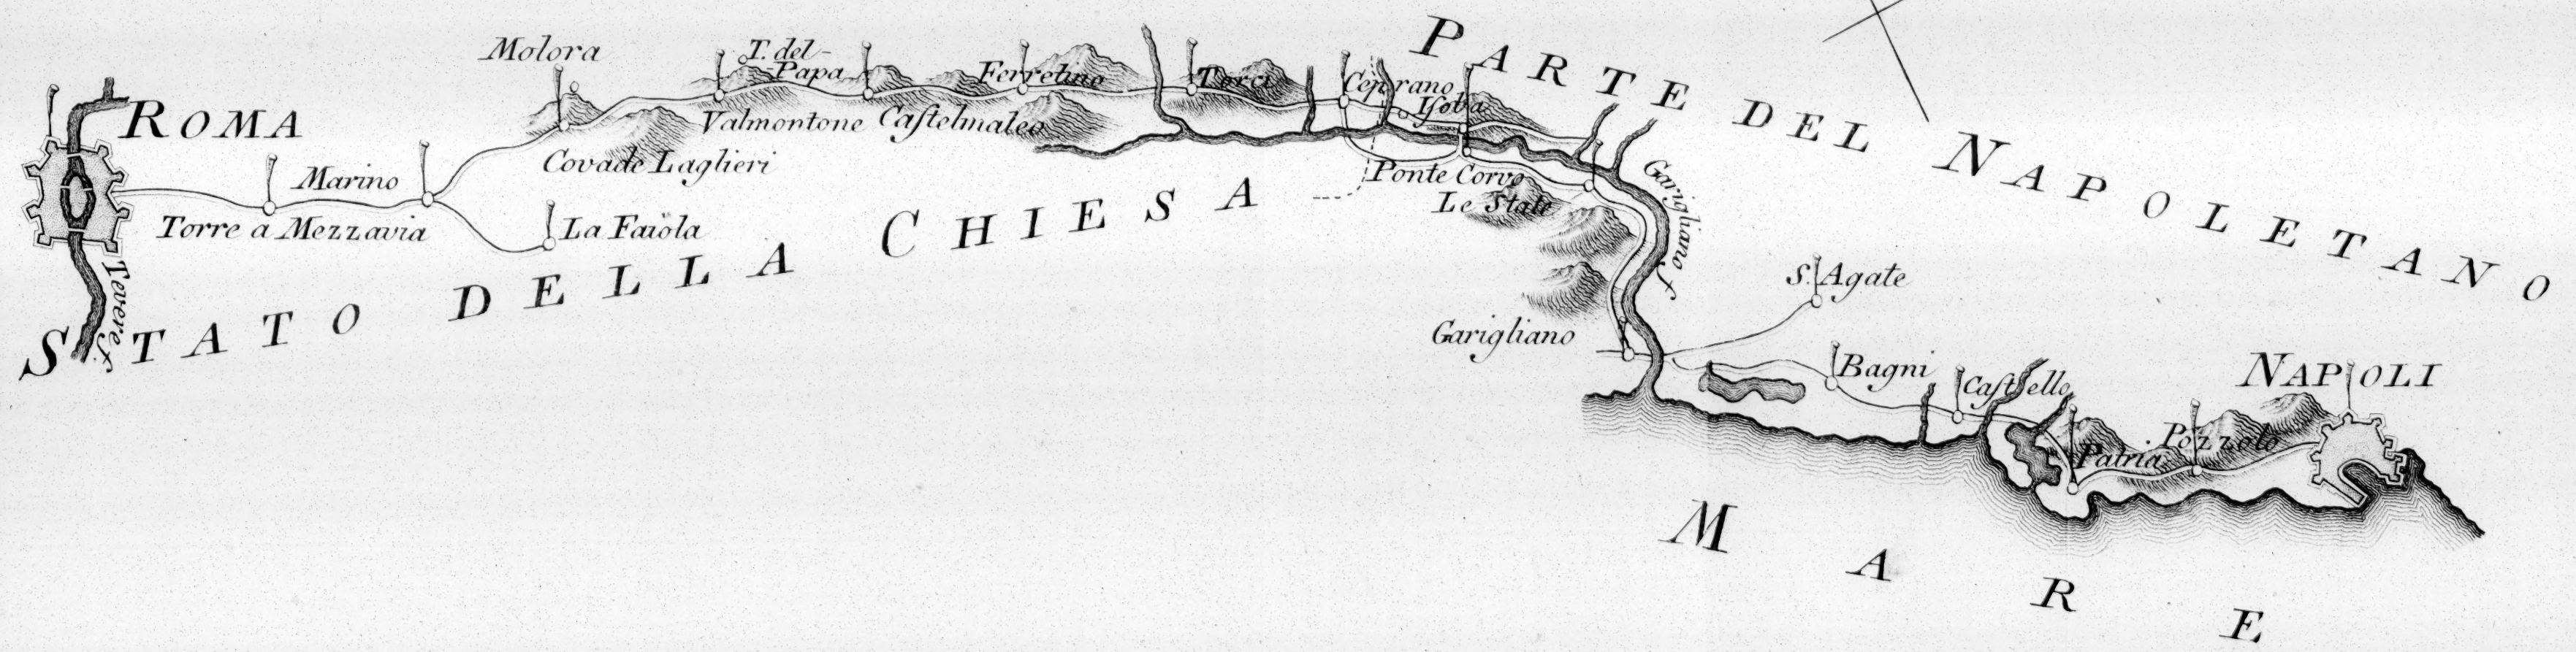 ROMA
Marino
Torre a Mezzavia
Tevere f.
Molora
Cova de Laglieri
La Faiola
T. del
Papa
Valmontone
Castelmaleo
Ferretino
Torci
Ceprano
Isola
Ponte Corvo
Le State
Garigliano f.
Garigliano
STATO DELLA CHIESA
PARTE DEL NAPOLETANO
S. Agate
Bagni
Castello
Patria
Pozzolo
NAPOLI
MARE